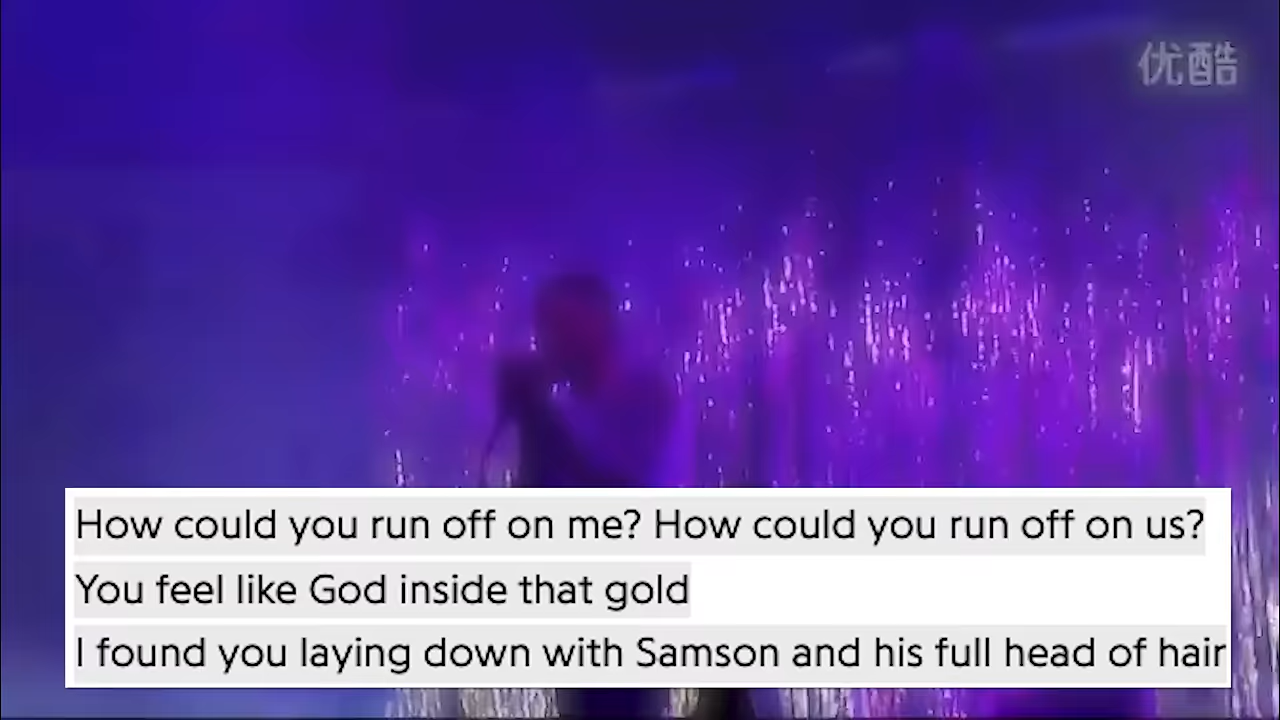 优酷
How could you run off on me? How could you run off on us?
You feel like God inside that gold
I found you laying down with Samson and his full head of hair